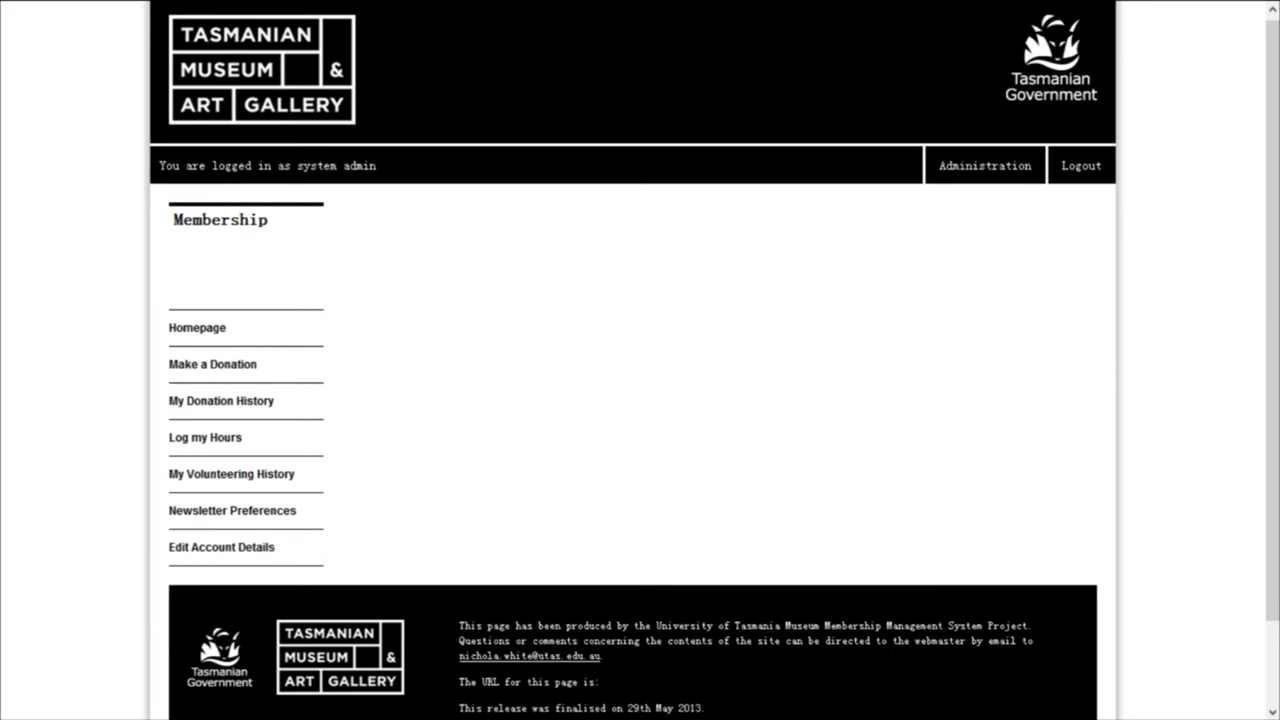 TASMANIAN
MUSEUM &
ART GALLERY
Tasmanian
Government
You are logged in as system admin
Administration
Logout
Membership
Homepage
Make a Donation
My Donation History
Log my Hours
My Volunteering History
Newsletter Preferences
Edit Account Details
Tasmanian
Government
TASMANIAN
MUSEUM &
ART GALLERY
This page has been produced by the University of Tasmania Museum Membership Management System Project.
Questions or comments concerning the contents of the site can be directed to the webmaster by email to
nichola.white@utas.edu.au.
The URL for this page is:
This release was finalised on 29th May 2013.